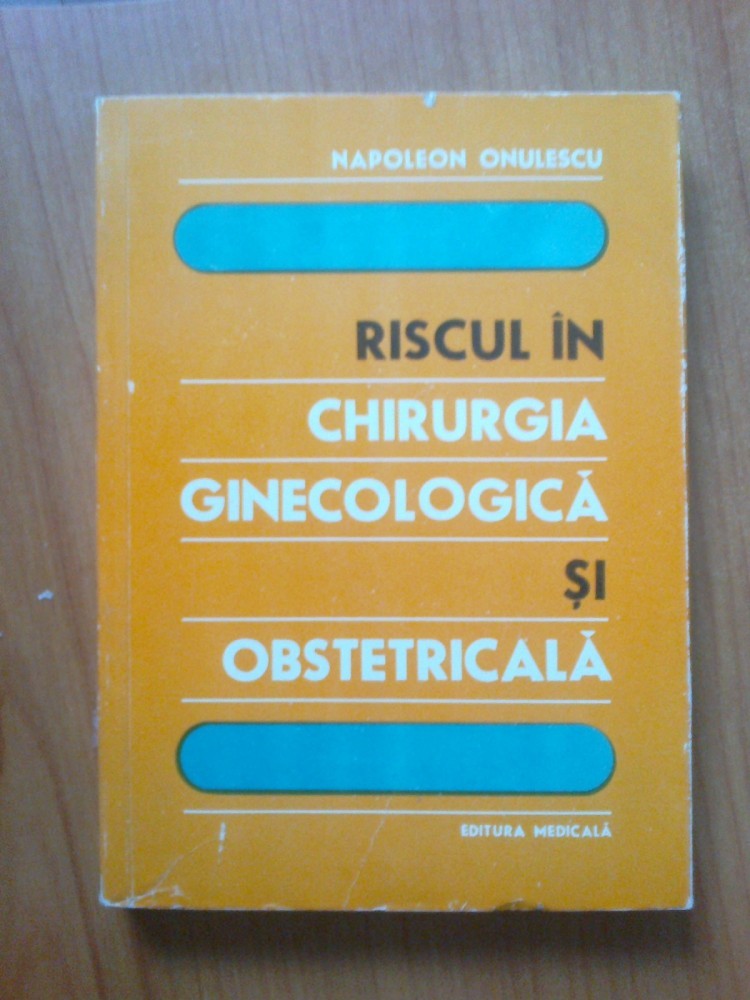 NAPOLEON ONULESCU
RISCUL ÎN
CHIRURGIA
GINECOLOGICĂ
ȘI
OBSTETRICALĂ
EDITURA MEDICALĂ